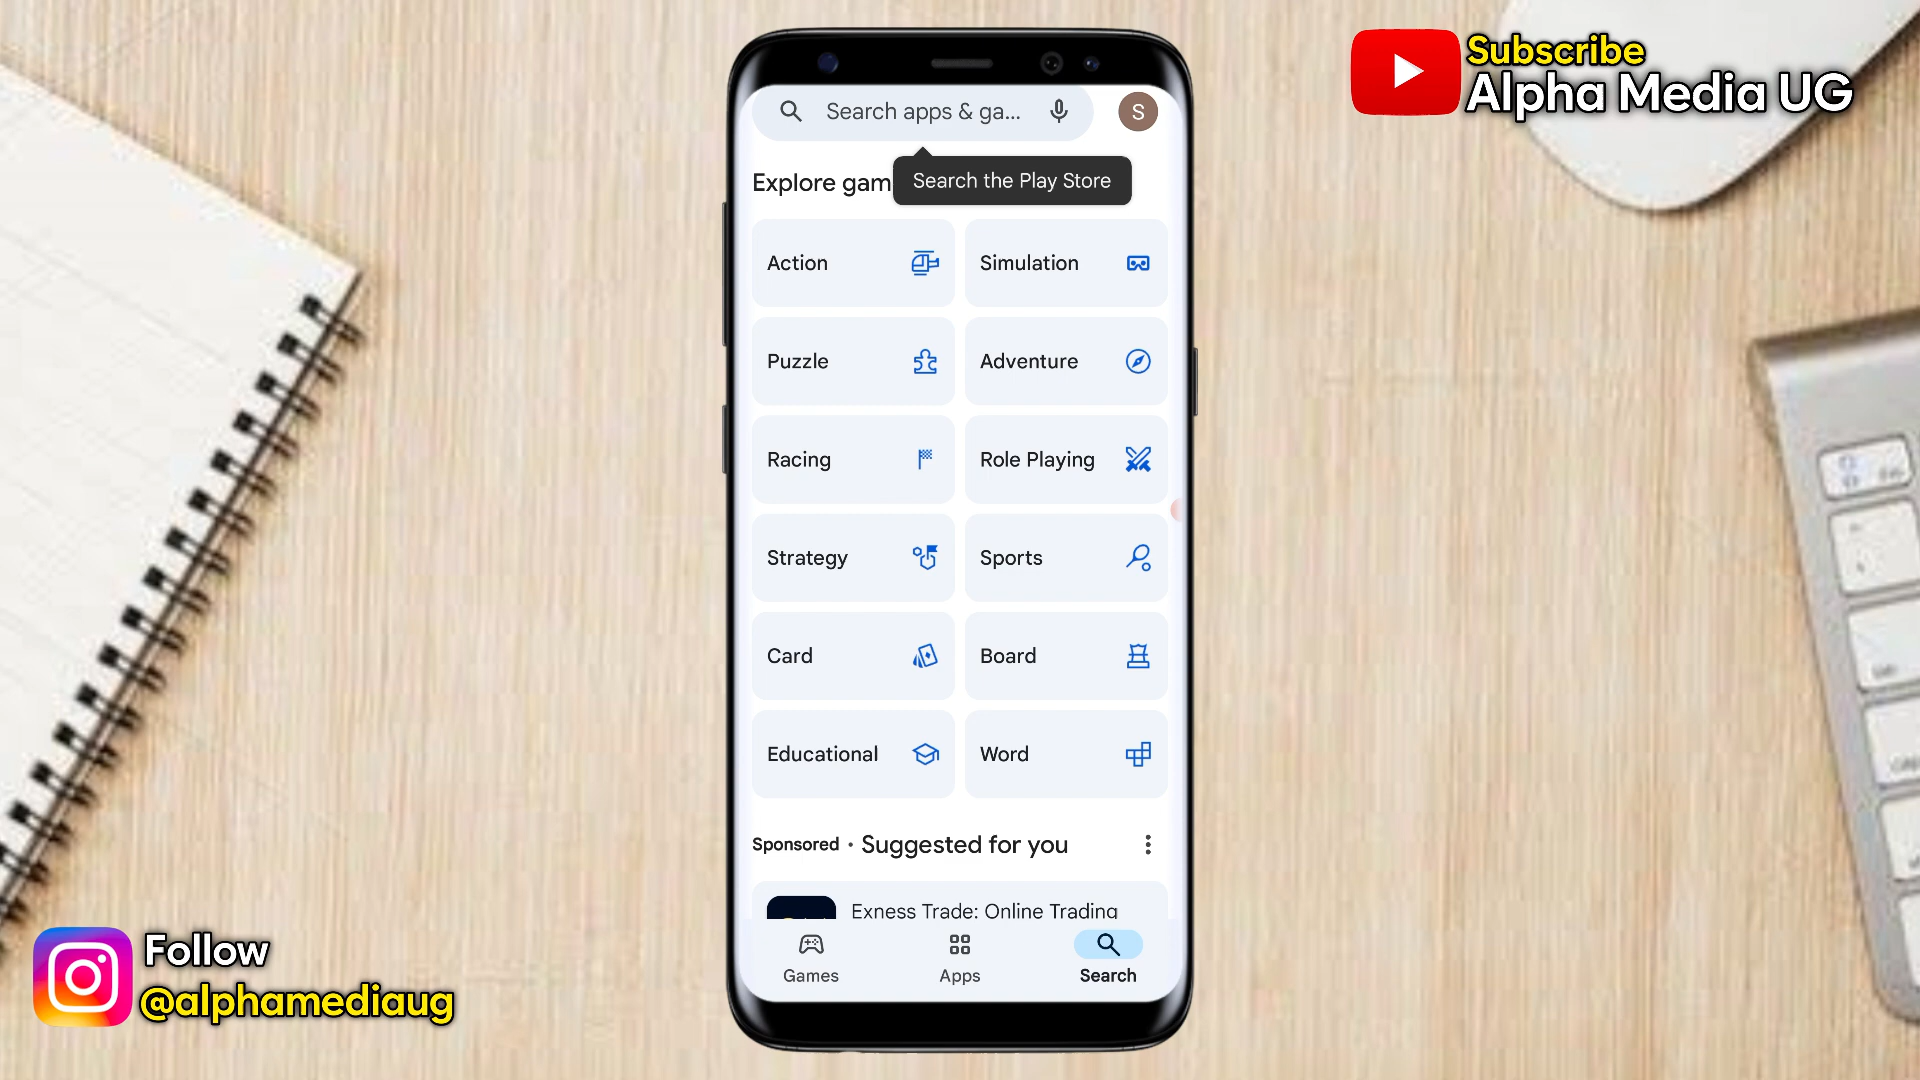 Subscribe
Alpha Media UG
Search apps & ga...
S
Search the Play Store
Explore gam
Action
Simulation
Puzzle
Adventure
Racing
Role Playing
Strategy
Sports
Card
Board
Educational
Word
Sponsored • Suggested for you
Exness Trade: Online Trading
Games
Apps
Search
Follow
@alphamediaug